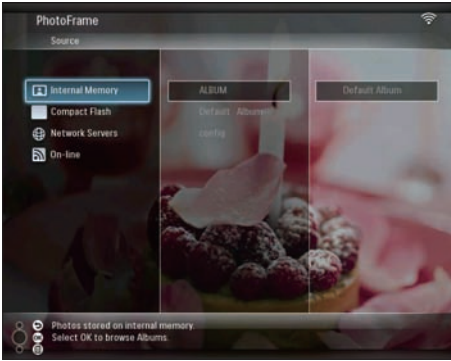 PhotoFrame
Source
Internal Memory
Compact Flash
Network Servers
On-line
ALBUM
Default Album
config
Default Album
Photos stored on internal memory.
Select OK to browse Albums.
OK